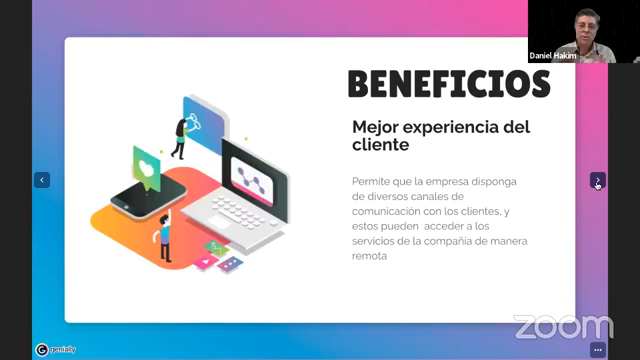 Daniel Hakim
BENEFICIOS
Mejor experiencia del
cliente
Permite que la empresa disponga
de diversos canales de
comunicación con los clientes, y
estos pueden acceder a los
servicios de la compañía de manera
remota
genially
zoom